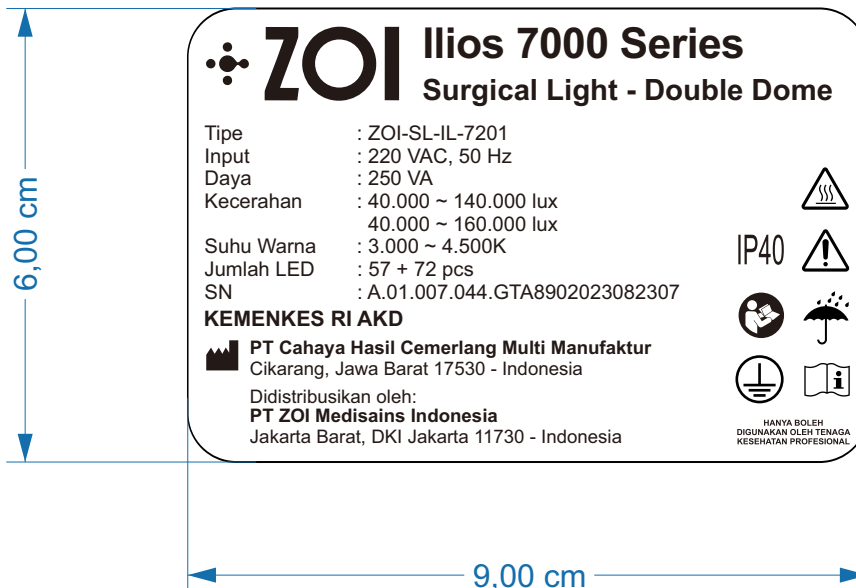 ZOI
Ilios 7000 Series
Surgical Light - Double Dome
Tipe : ZOI-SL-IL-7201
Input : 220 VAC, 50 Hz
Daya : 250 VA
Kecerahan : 40.000 ~ 140.000 lux
40.000 ~ 160.000 lux
Suhu Warna : 3.000 ~ 4.500K
Jumlah LED : 57 + 72 pcs
SN : A.01.007.044.GTA8902023082307
KEMENKES RI AKD
PT Cahaya Hasil Cemerlang Multi Manufaktur
Cikarang, Jawa Barat 17530 - Indonesia
Didistribusikan oleh:
PT ZOI Medisains Indonesia
Jakarta Barat, DKI Jakarta 11730 - Indonesia
IP40
i
HANYA BOLEH
DIGUNAKAN OLEH TENAGA
KESEHATAN PROFESIONAL
6,00 cm
9,00 cm